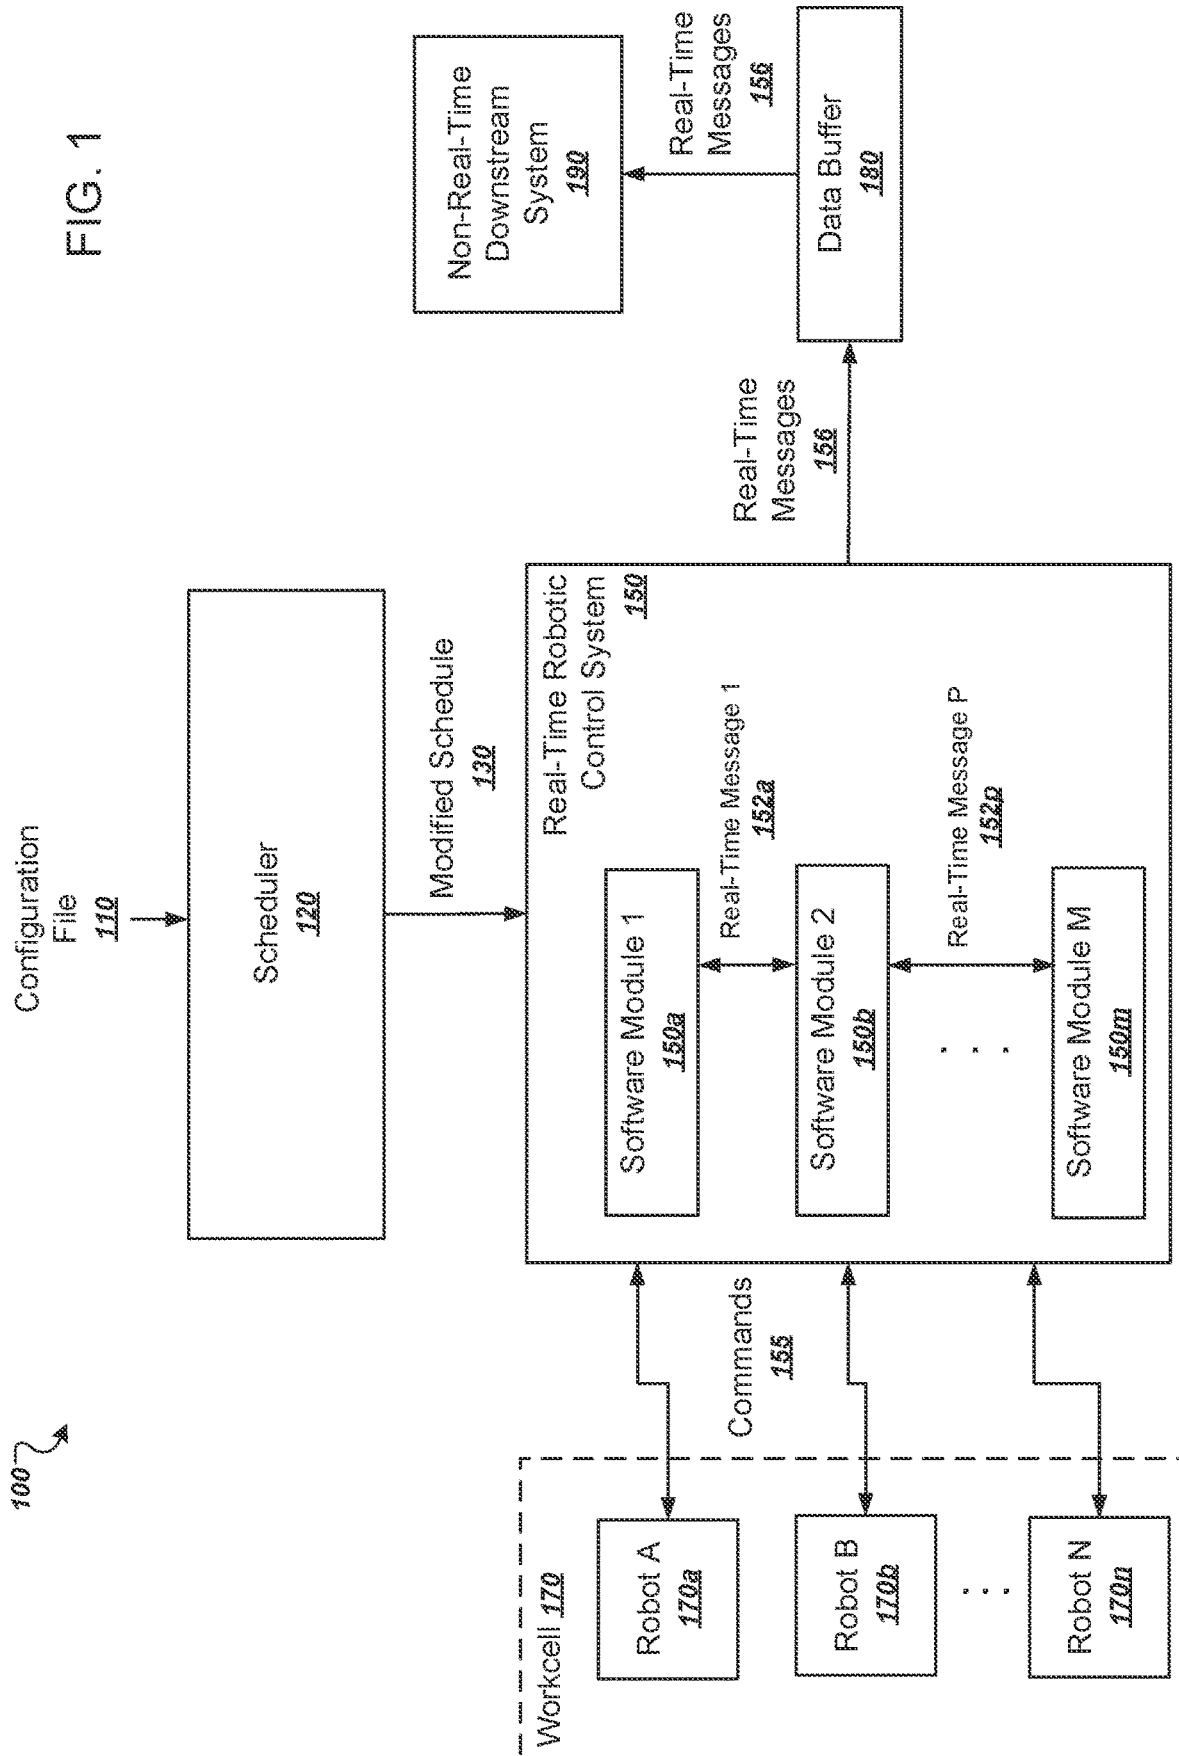 FIG. 1
100
Configuration
File
110
Scheduler
120
Modified Schedule
130
Real-Time Robotic
Control System
150
Software Module 1
150a
Real-Time Message 1
152a
Software Module 2
150b
Real-Time Message P
152p
. . .
Software Module M
150m
Commands
155
Workcell 170
Robot A
170a
Robot B
170b
. . .
Robot N
170n
Real-Time
Messages
156
Data Buffer
180
Real-Time
Messages
156
Non-Real-Time
Downstream
System
190